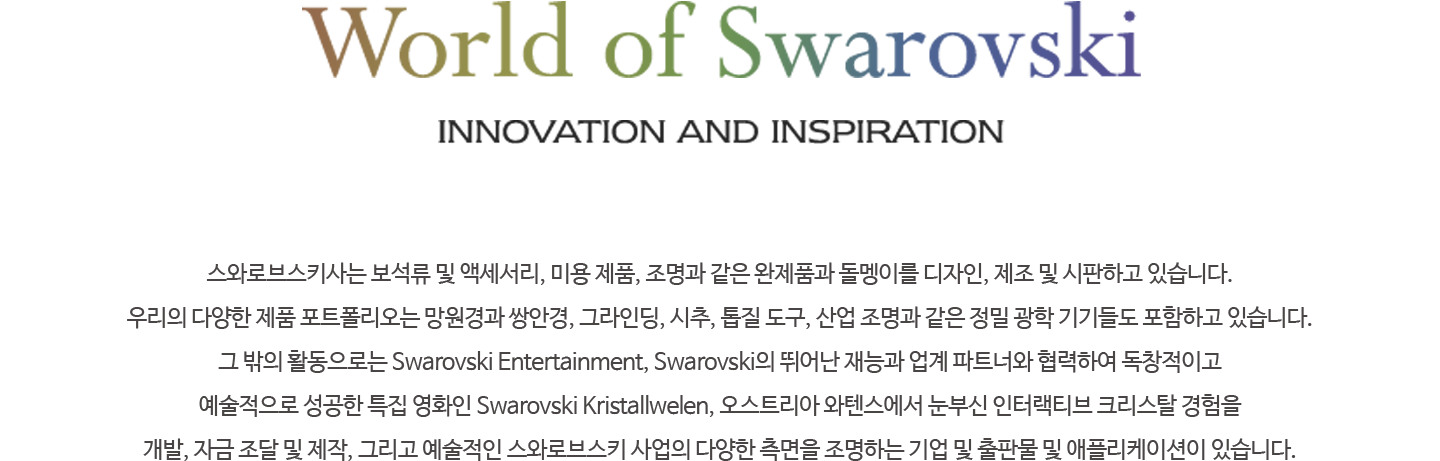 World of Swarovski
INNOVATION AND INSPIRATION
스와로브스키사는 보석류 및 액세서리, 미용 제품, 조명과 같은 완제품과 돌멩이를 디자인, 제조 및 시판하고 있습니다.
우리의 다양한 제품 포트폴리오는 망원경과 쌍안경, 그라인딩, 시추, 톱질 도구, 산업 조명과 같은 정밀 광학 기기들도 포함하고 있습니다.
그 밖의 활동으로는 Swarovski Entertainment, Swarovski의 뛰어난 재능과 업계 파트너와 협력하여 독창적이고
예술적으로 성공한 특집 영화인 Swarovski Kristallwelen, 오스트리아 와텐스에서 눈부신 인터랙티브 크리스탈 경험을
개발, 자금 조달 및 제작, 그리고 예술적인 스와로브스키 사업의 다양한 측면을 조명하는 기업 및 출판물 및 애플리케이션이 있습니다.